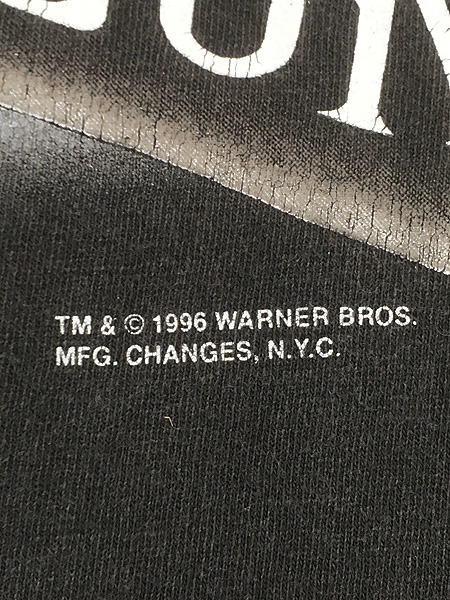 TM & © 1996 WARNER BROS.
MFG. CHANGES, N.Y.C.